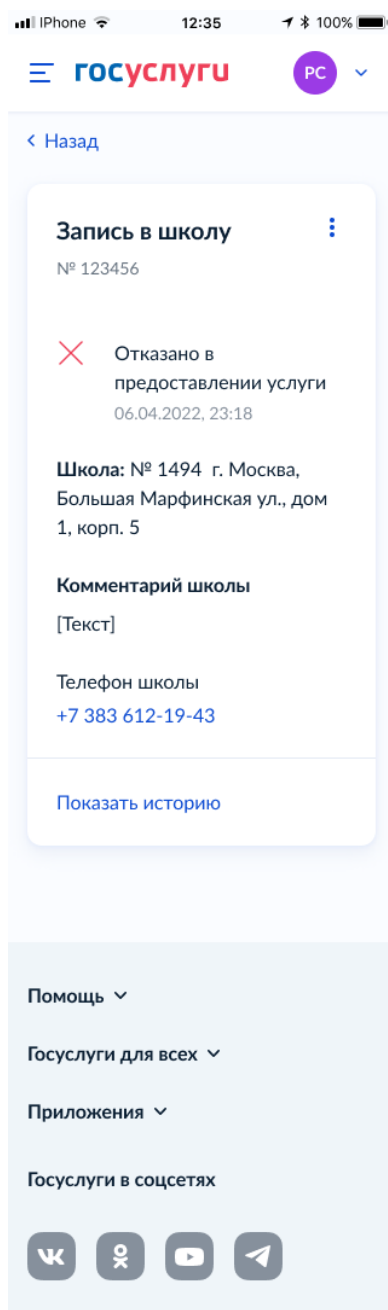 IPhone 12:35 100%
госуслуги РС
Назад
Запись в школу
№ 123456
Отказано в
предоставлении услуги
06.04.2022, 23:18
Школа: № 1494 г. Москва,
Большая Марфинская ул., дом
1, корп. 5
Комментарий школы
[Текст]
Телефон школы
+7 383 612-19-43
Показать историю
Помощь
Госуслуги для всех
Приложения
Госуслуги в соцсетях